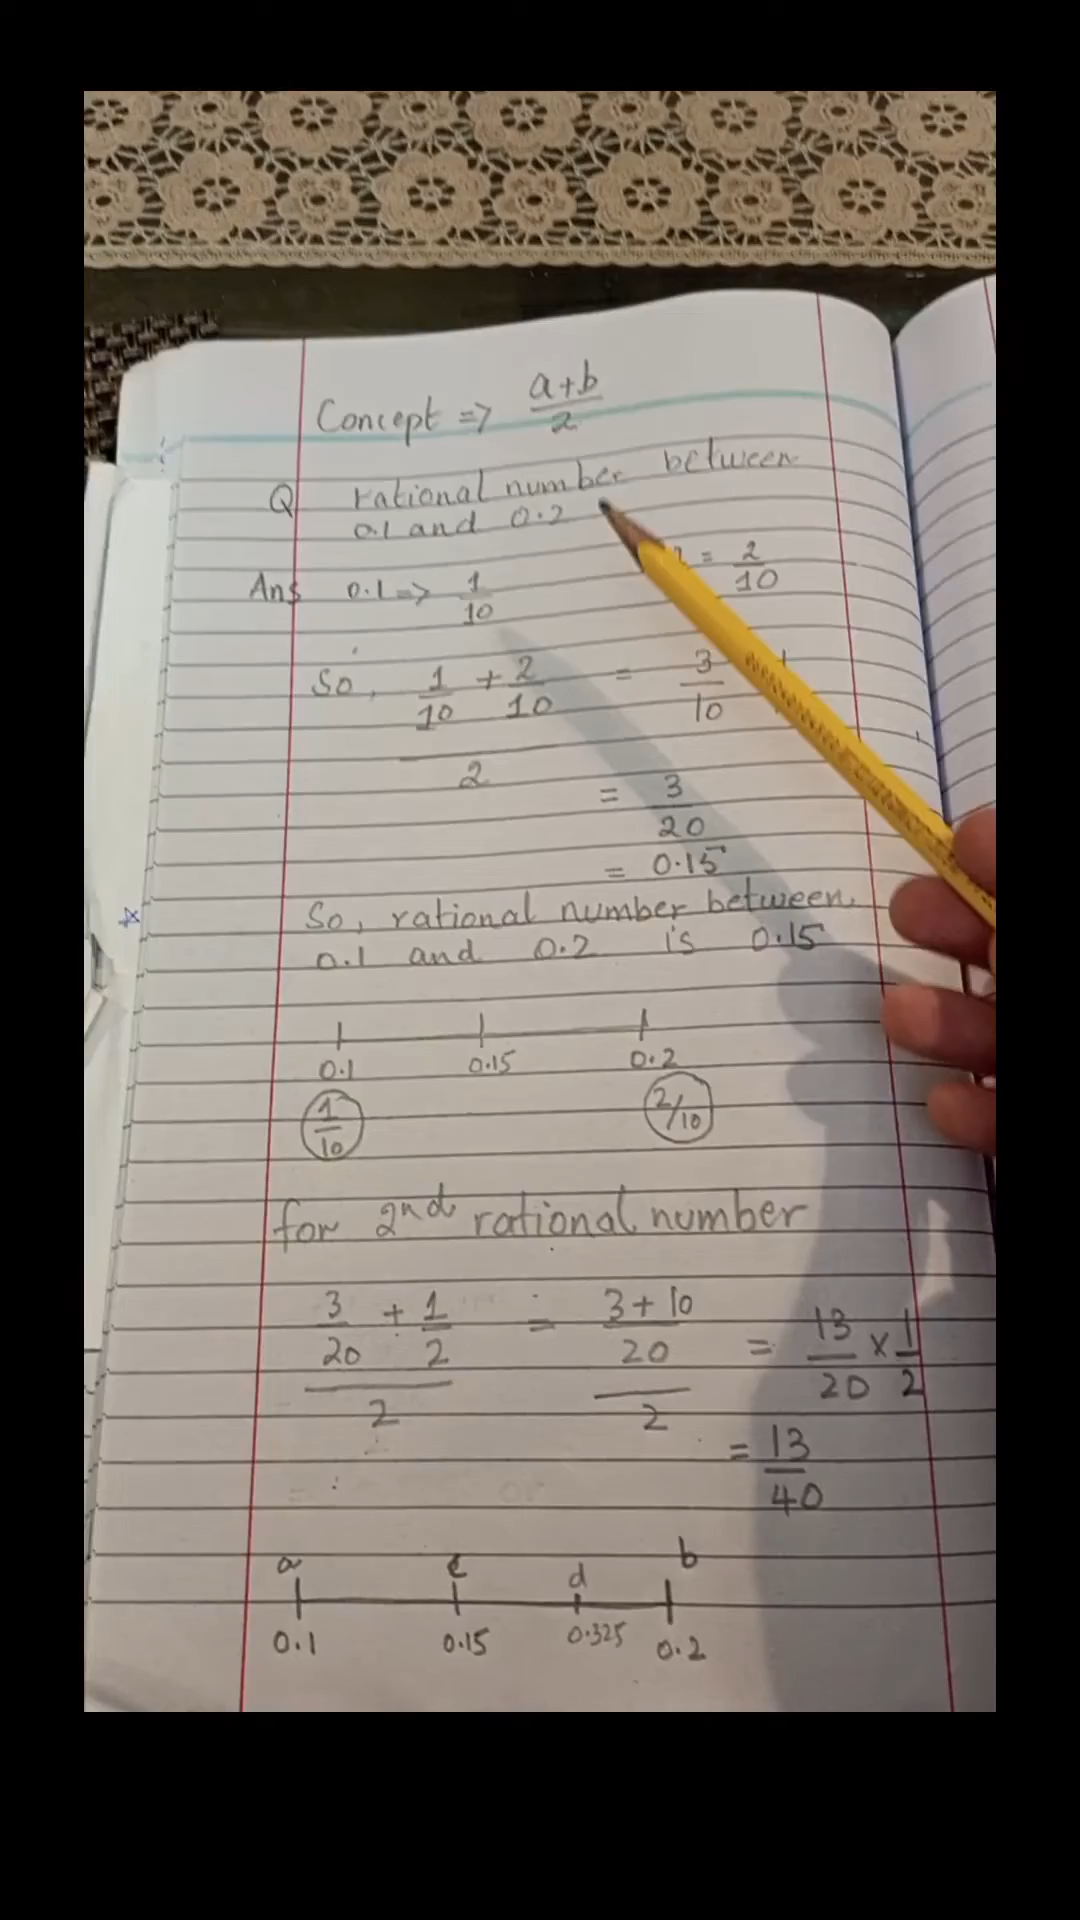 Concept => a+b/2
Q rational number between
0.1 and 0.2
Ans 0.1 => 1/10 = 2/10
So, 1/10 + 2/10 / 2 = 3/10
= 3/20
= 0.15
So, rational number between
0.1 and 0.2 is 0.15
0.1 0.15 0.2
1/10 2/10
for 2nd rational number
3/20 + 1/2 / 2 = 3+10/20 / 2 = 13/20 x 1/2
= 13/40
a c d b
0.1 0.15 0.325 0.2